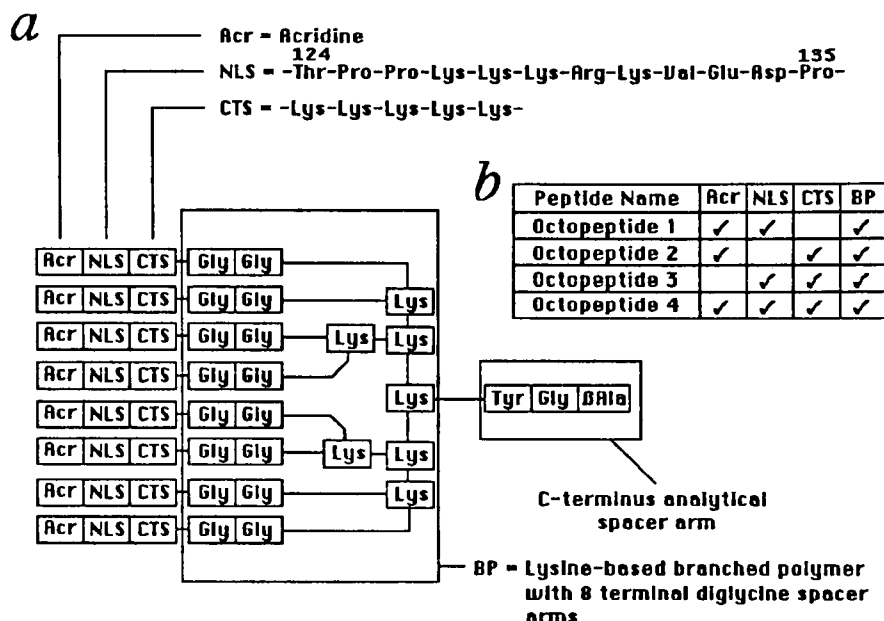 a
Acr = Acridine
124 135
NLS = -Thr-Pro-Pro-Lys-Lys-Lys-Arg-Lys-Val-Glu-Asp-Pro-
CTS = -Lys-Lys-Lys-Lys-Lys-
b
Peptide Name Acr NLS CTS BP
Octopeptide 1 ✓ ✓ ✓
Octopeptide 2 ✓ ✓ ✓
Octopeptide 3 ✓ ✓ ✓
Octopeptide 4 ✓ ✓ ✓ ✓
Acr NLS CTS Gly Gly
Acr NLS CTS Gly Gly Lys
Acr NLS CTS Gly Gly Lys Lys
Acr NLS CTS Gly Gly
Lys Tyr Gly βAla
Acr NLS CTS Gly Gly
Acr NLS CTS Gly Gly Lys Lys
Acr NLS CTS Gly Gly Lys
Acr NLS CTS Gly Gly
C-terminus analytical
spacer arm
BP = Lysine-based branched polymer
with 8 terminal diglycine spacer
arms